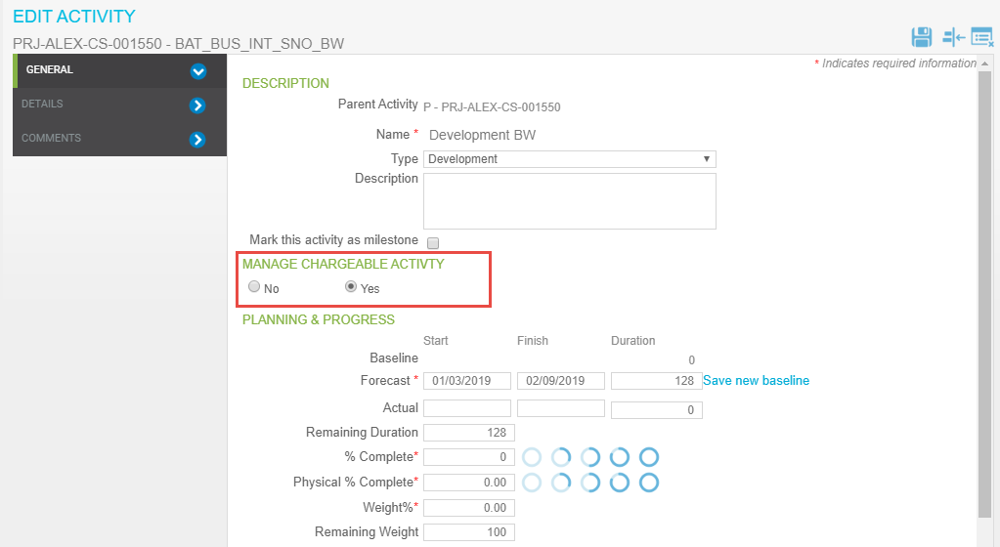 EDIT ACTIVITY
PRJ-ALEX-CS-001550 - BAT_BUS_INT_SNO_BW
* Indicates required information
GENERAL
DETAILS
COMMENTS
DESCRIPTION
Parent Activity P - PRJ-ALEX-CS-001550
Name * Development BW
Type Development
Description
Mark this activity as milestone
MANAGE CHARGEABLE ACTIVTY
No Yes
PLANNING & PROGRESS
Start Finish Duration
Baseline 0
Forecast * 01/03/2019 02/09/2019 128 Save new baseline
Actual 0
Remaining Duration 128
% Complete* 0
Physical % Complete* 0.00
Weight%* 0.00
Remaining Weight 100